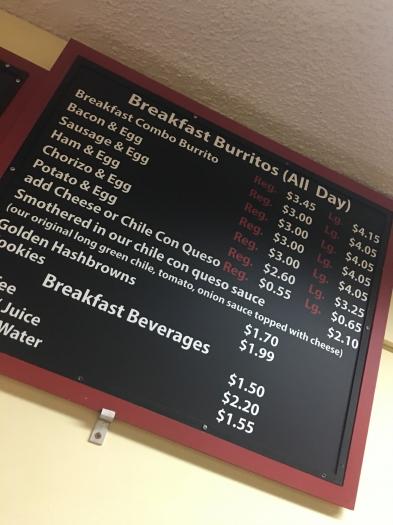 Breakfast Burritos (All Day)
Breakfast Combo Burrito Reg. $3.45 Lg. $4.15
Bacon & Egg Reg. $3.00 Lg. $4.05
Sausage & Egg Reg. $3.00 Lg. $4.05
Ham & Egg Reg. $3.00 Lg. $4.05
Chorizo & Egg Reg. $3.00 Lg. $4.05
Potato & Egg Reg. $2.60 Lg. $3.25
add Cheese or Chile Con Queso Reg. $0.55 Lg. $0.65
Smothered in our chile con queso sauce $2.10
(our original long green chile, tomato, onion sauce topped with cheese)
Golden Hashbrowns $1.70
ookies $1.99
Breakfast Beverages
ee $1.50
Juice $2.20
Water $1.55